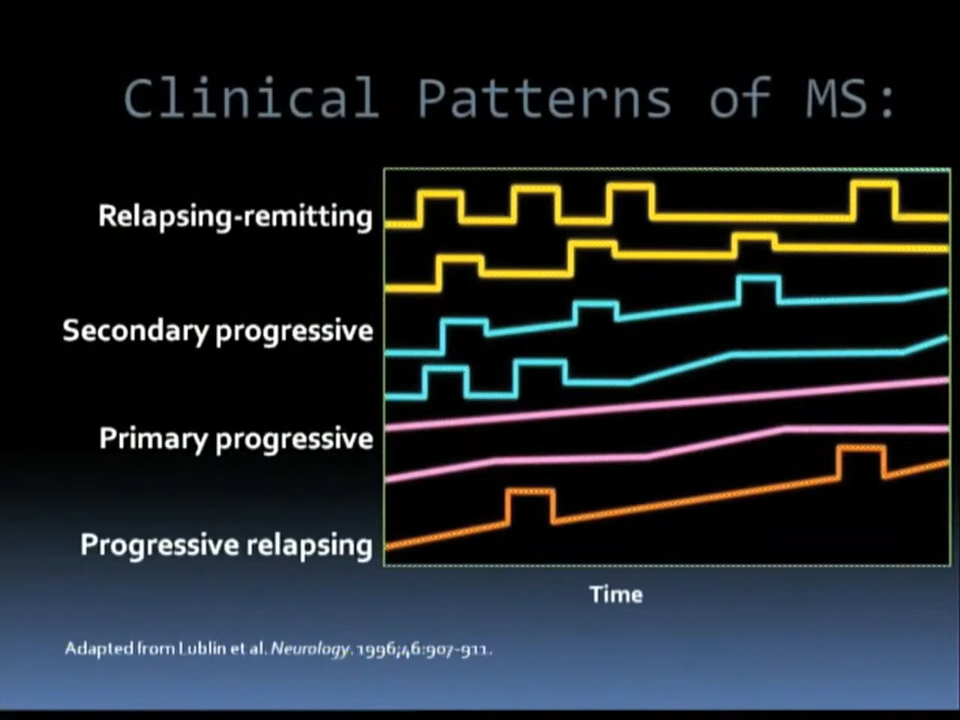 Clinical Patterns of MS:
Relapsing-remitting
Secondary progressive
Primary progressive
Progressive relapsing
Time
Adapted from Lublin et al. Neurology. 1996;46:907-911.